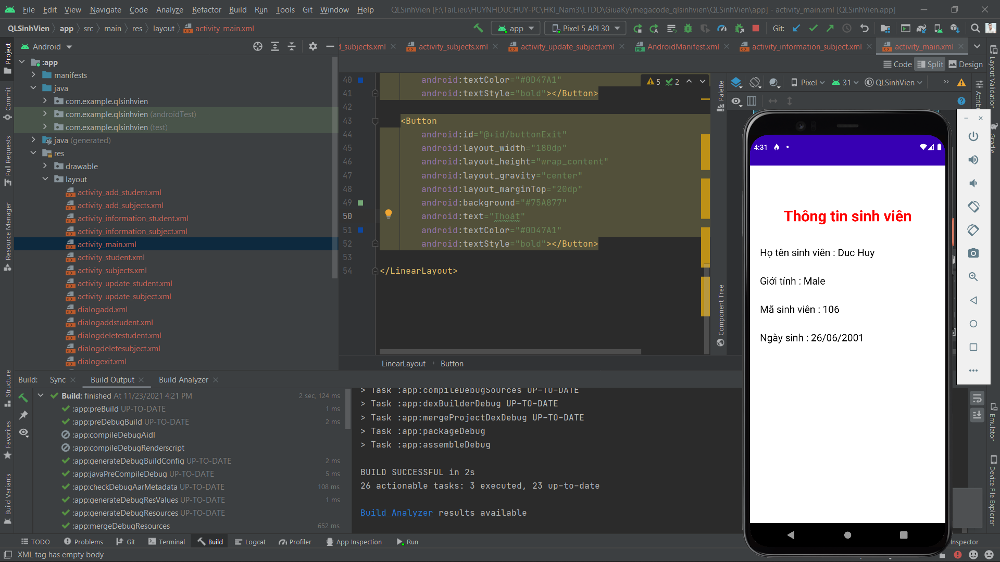 File Edit View Navigate Code Analyze Refactor Build Run Tools Git Window Help QLSinhVien [F:\TaiLieu\HUYNHDUCHUY-PC\HKI_Nam3\LTDD\GiuaKy\megacode_qlsinhvien\QLSinhVien\app] - activity_main.xml [QLSinhVien.app]
QLSinhVien app src main res layout activity_main.xml
app Pixel 5 API 30 Git:
Android
d_subjects.xml activity_subjects.xml activity_update_subject.xml AndroidManifest.xml activity_information_subject.xml activity_main.xml
Code Split Design
Pixel 31 QLSinhVien
Project
Commit
Pull Requests
Resource Manager
Structure
Favorites
Build Variants
:app
manifests
java
com.example.qlsinhvien
com.example.qlsinhvien (androidTest)
com.example.qlsinhvien (test)
java (generated)
res
drawable
layout
activity_add_student.xml
activity_add_subjects.xml
activity_information_student.xml
activity_information_subject.xml
activity_main.xml
activity_student.xml
activity_subjects.xml
activity_update_student.xml
activity_update_subject.xml
dialogadd.xml
dialogaddstudent.xml
dialogdeletestudent.xml
dialogdeletesubject.xml
dialogexit.xml
5 2
40 android:textColor="#0D47A1"
41 android:textStyle="bold"></Button>
42
43 <Button
44 android:id="@+id/buttonExit"
45 android:layout_width="180dp"
46 android:layout_height="wrap_content"
47 android:layout_gravity="center"
48 android:layout_marginTop="20dp"
49 android:background="#75A877"
50 android:text="Thoát"
51 android:textColor="#0D47A1"
52 android:textStyle="bold"></Button>
53
54 </LinearLayout>
LinearLayout Button
Palette
Component Tree
Layout Validation
Gradle
Emulator
Device File Explorer
4:31
Thông tin sinh viên
Họ tên sinh viên : Duc Huy
Giới tính : Male
Mã sinh viên : 106
Ngày sinh : 26/06/2001
Build: Sync Build Output Build Analyzer
Build: finished At 11/23/2021 4:21 PM 2 sec, 124 ms
:app:preBuild UP-TO-DATE 1 ms
:app:preDebugBuild UP-TO-DATE 2 ms
:app:compileDebugAidl
:app:compileDebugRenderscript
:app:generateDebugBuildConfig UP-TO-DATE 2 ms
:app:javaPreCompileDebug UP-TO-DATE 5 ms
:app:checkDebugAarMetadata UP-TO-DATE 108 ms
:app:generateDebugResValues UP-TO-DATE 1 ms
:app:generateDebugResources UP-TO-DATE
:app:mergeDebugResources 652 ms
> Task :app:compileDebugSources UP-TO-DATE
> Task :app:dexBuilderDebug UP-TO-DATE
> Task :app:mergeProjectDexDebug UP-TO-DATE
> Task :app:packageDebug
> Task :app:assembleDebug
BUILD SUCCESSFUL in 2s
26 actionable tasks: 3 executed, 23 up-to-date
Build Analyzer results available
TODO Problems Git Terminal Build Logcat Profiler App Inspection Run Inspector
XML tag has empty body